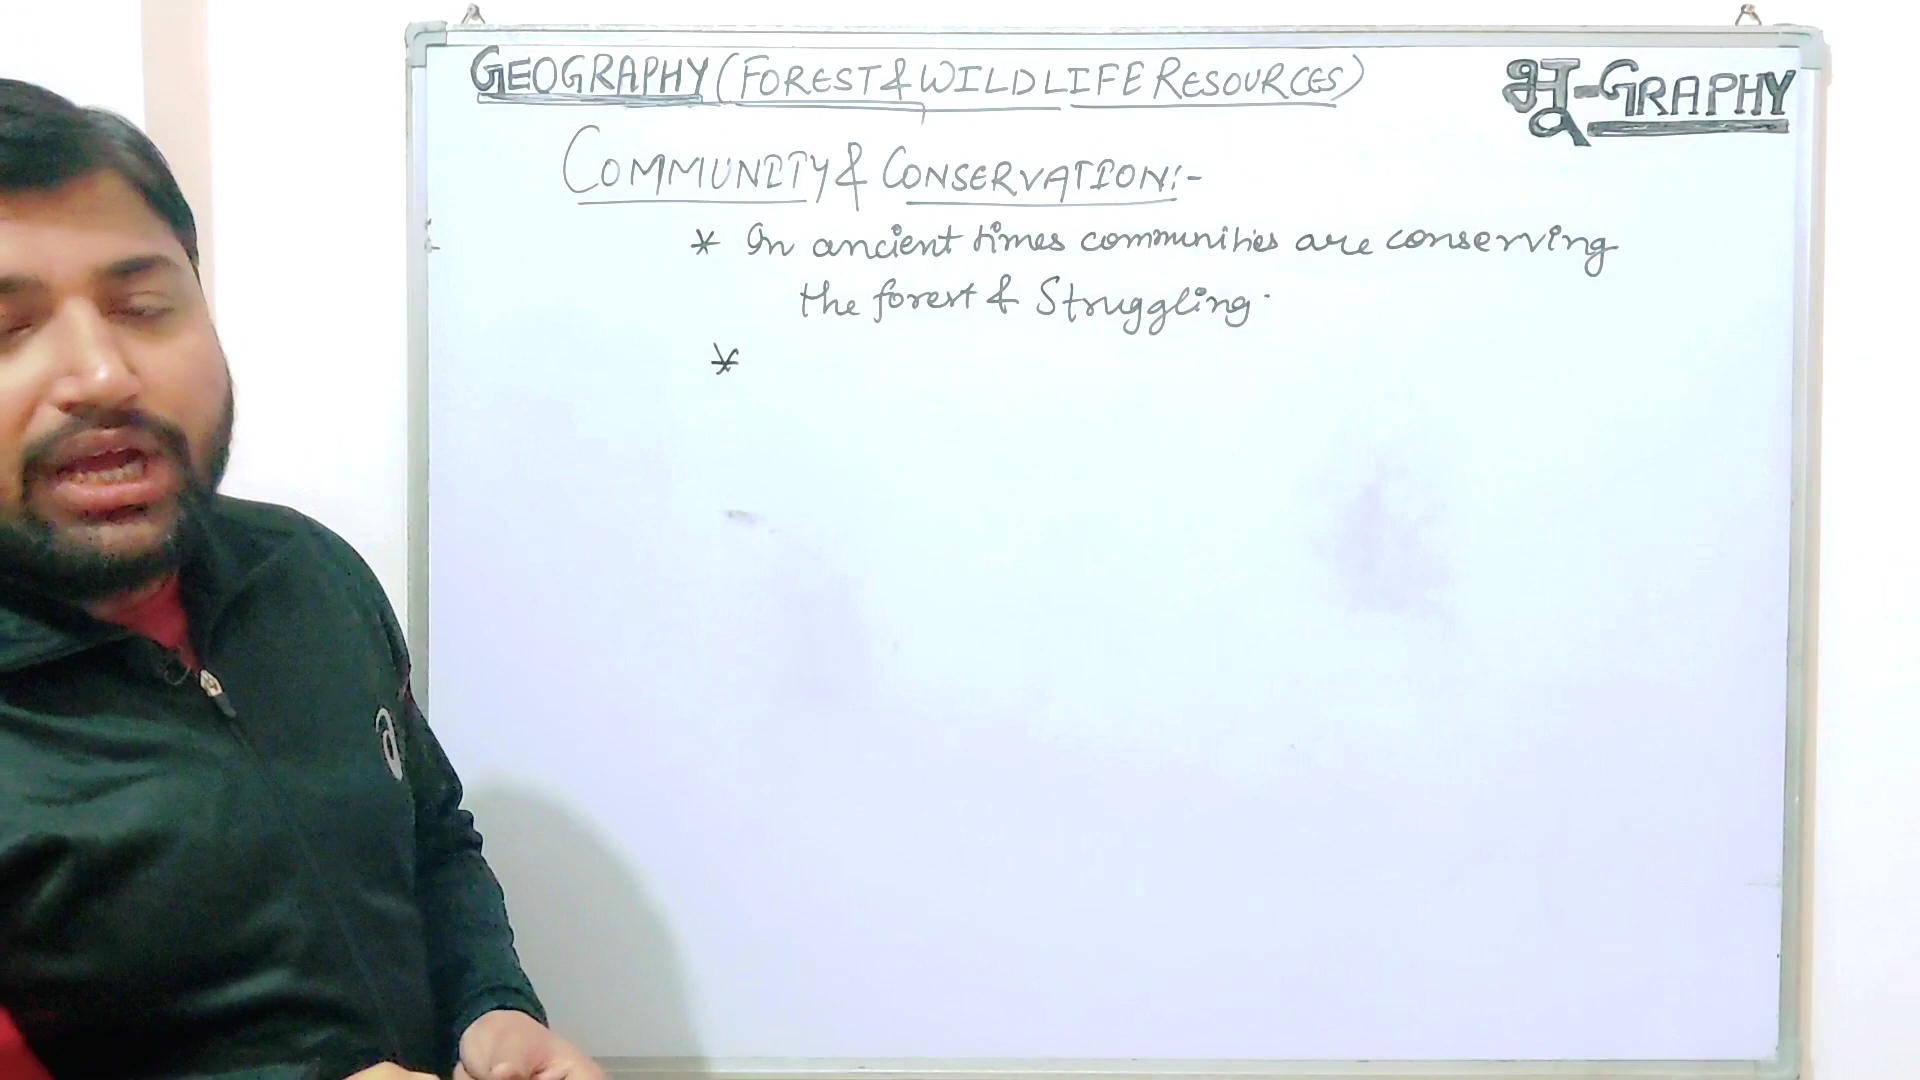 GEOGRAPHY (FOREST & WILDLIFE RESOURCES)
भू-GRAPHY
COMMUNITY & CONSERVATION:-
* In ancient times communities are conserving
the forest & Struggling.
*